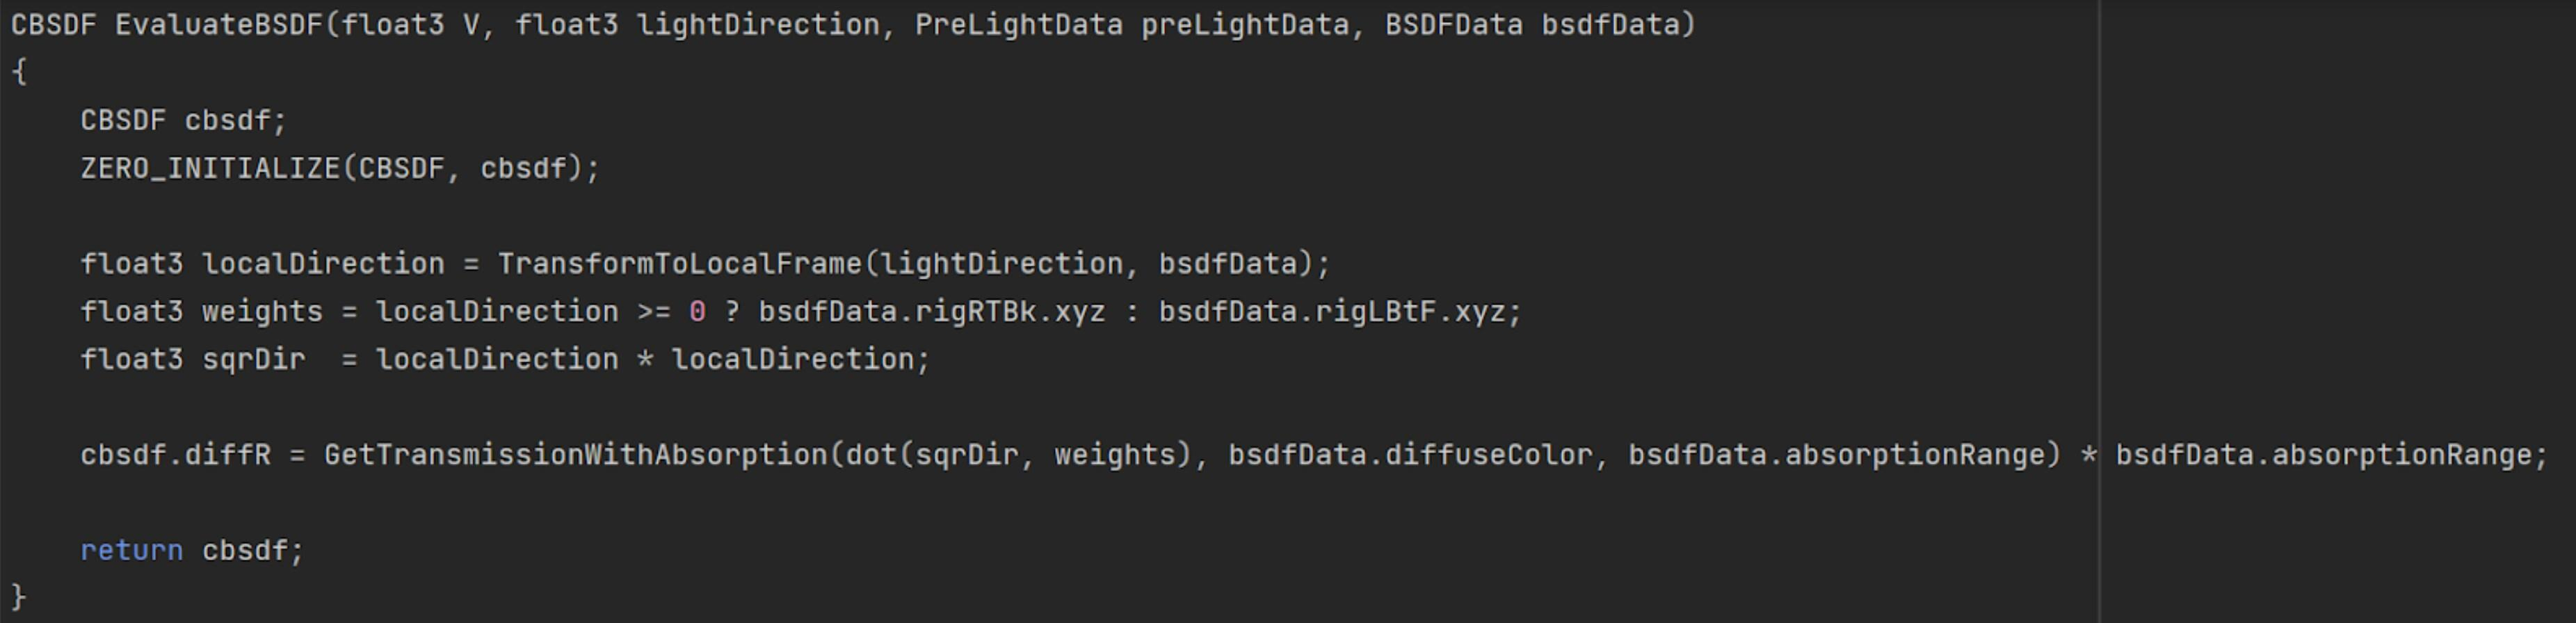 CBSDF EvaluateBSDF(float3 V, float3 lightDirection, PreLightData preLightData, BSDFData bsdfData)
{
    CBSDF cbsdf;
    ZERO_INITIALIZE(CBSDF, cbsdf);
    float3 localDirection = TransformToLocalFrame(lightDirection, bsdfData);
    float3 weights = localDirection >= 0 ? bsdfData.rigRTBk.xyz : bsdfData.rigLBtF.xyz;
    float3 sqrDir  = localDirection * localDirection;
    cbsdf.diffR = GetTransmissionWithAbsorption(dot(sqrDir, weights), bsdfData.diffuseColor, bsdfData.absorptionRange) * bsdfData.absorptionRange;
    return cbsdf;
}